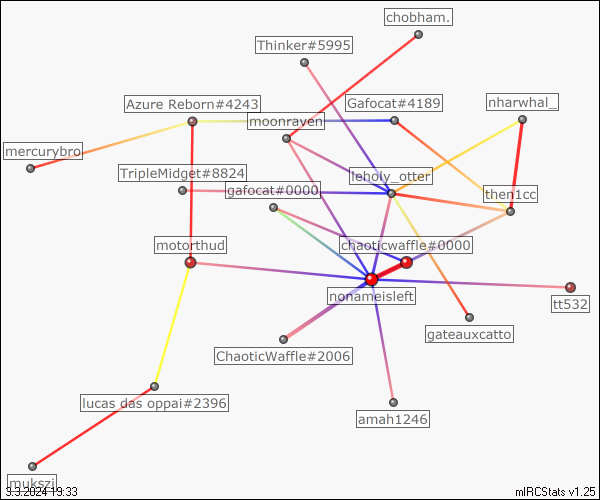 chobham.
Thinker#5995
Azure Reborn#4243
Gafocat#4189
nharwhal_
moonraven
mercurybro
TripleMidget#8824
leholy_otter
gafocat#0000
then1cc
motorthud
chaoticwaffle#0000
nonameisleft
tt532
gateauxcatto
ChaoticWaffle#2006
lucas das oppai#2396
amah1246
mukszi
3.3.2024 19:33
mIRCStats v1.25